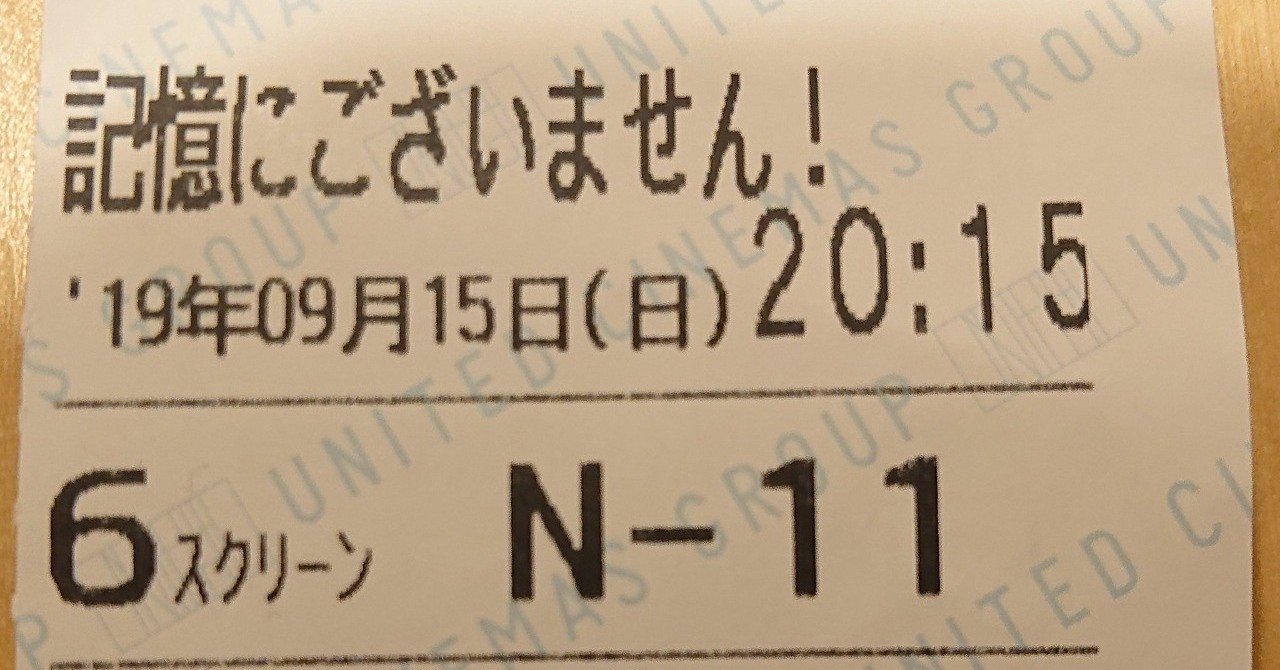 記憶にございません!
'19年09月15日(日) 20:15
6スクリーン N-11
UNITED CINEMAS GROUP